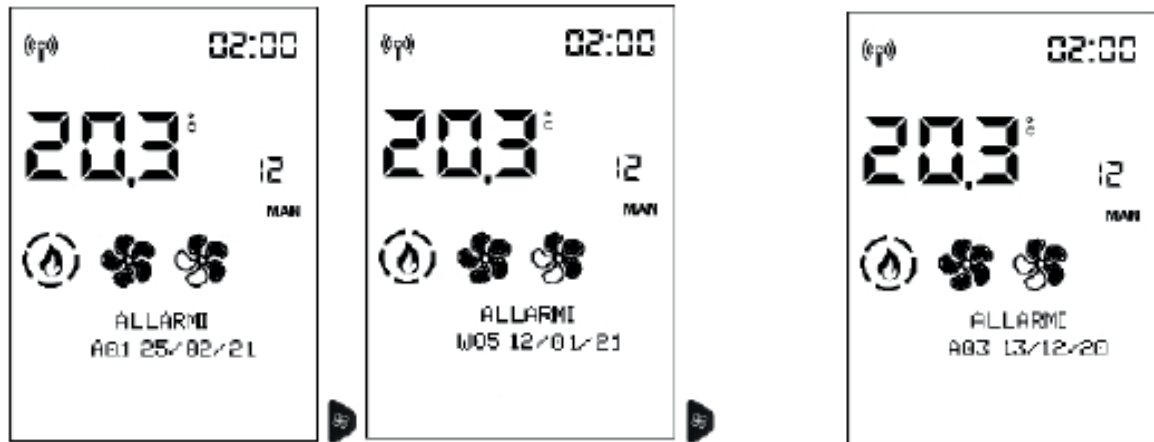 02:00
20,3 °C
12
MAN
ALLARMI
A01 25/02/21
02:00
20,3 °C
12
MAN
ALLARMI
W05 12/01/21
02:00
20,3 °C
12
MAN
ALLARMI
A03 13/12/20